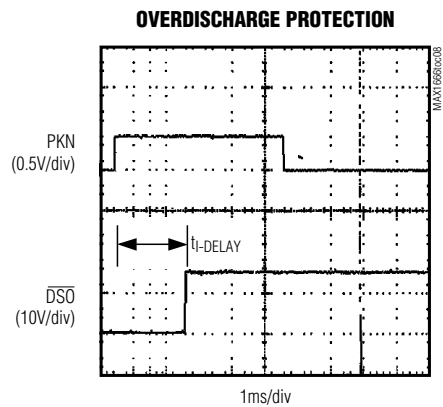 OVERDISCHARGE PROTECTION
MAX1666toc08
PKN
(0.5V/div)
tI-DELAY
DSO
(10V/div)
1ms/div